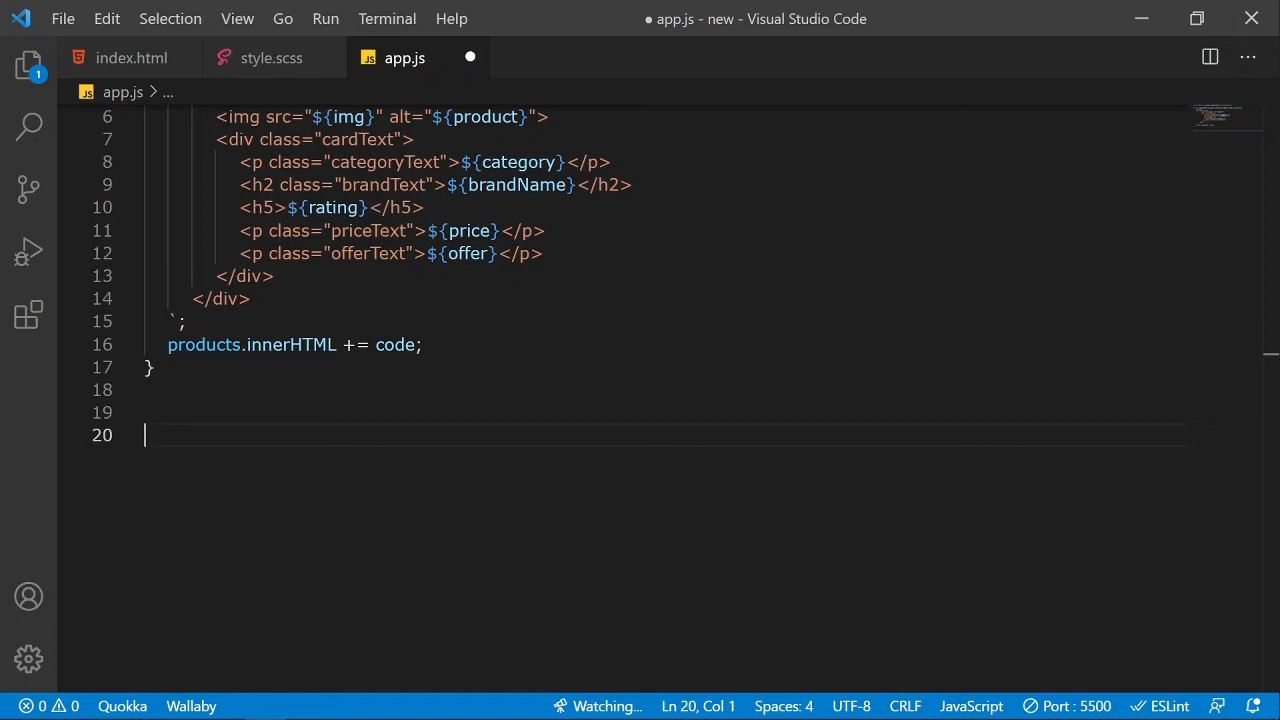 File Edit Selection View Go Run Terminal Help ● app.js - new - Visual Studio Code
index.html style.scss JS app.js
1
JS app.js > ...
6 <img src="${img}" alt="${product}">
7 <div class="cardText">
8 <p class="categoryText">${category}</p>
9 <h2 class="brandText">${brandName}</h2>
10 <h5>${rating}</h5>
11 <p class="priceText">${price}</p>
12 <p class="offerText">${offer}</p>
13 </div>
14 </div>
15 `;
16 products.innerHTML += code;
17 }
18
19
20
0 0 Quokka Wallaby Watching... Ln 20, Col 1 Spaces: 4 UTF-8 CRLF JavaScript Port : 5500 ESLint